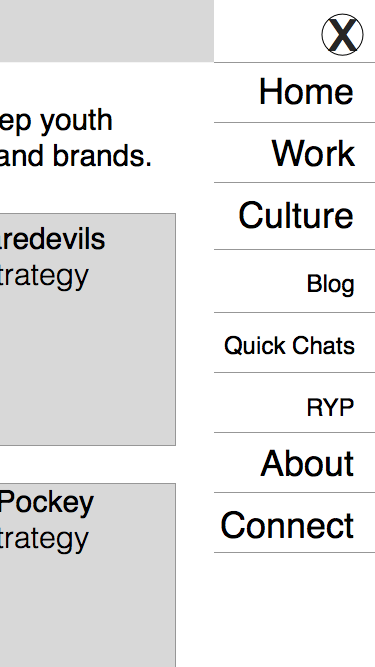 X
Home
ep youth
Work
and brands.
Culture
redevils
trategy
Blog
Quick Chats
RYP
About
Pockey
Connect
trategy